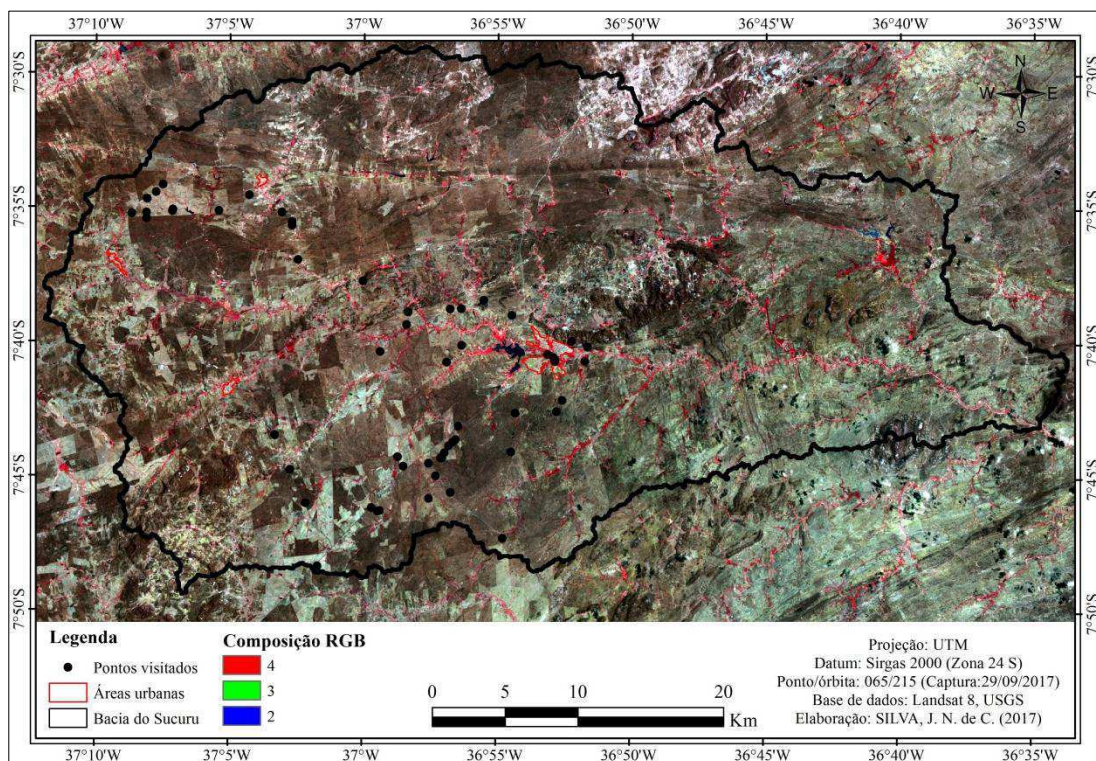 37°10'W 37°5'W 36°55'W 36°50'W 36°45'W 36°40'W 36°35'W
7°30'S
7°30'S
N
W E
S
7°35'S
7°35'S
7°40'S
7°40'S
7°45'S
7°45'S
7°50'S
7°50'S
Legenda
Pontos visitados
Áreas urbanas
Bacia do Sucuru
Composição RGB
4
3
2
0 5 10 20
Km
Projeção: UTM
Datum: Sirgas 2000 (Zona 24 S)
Ponto/órbita: 065/215 (Captura:29/09/2017)
Base de dados: Landsat 8, USGS
Elaboração: SILVA, J. N. de C. (2017)
37°10'W 37°5'W 36°55'W 36°50'W 36°45'W 36°40'W 36°35'W